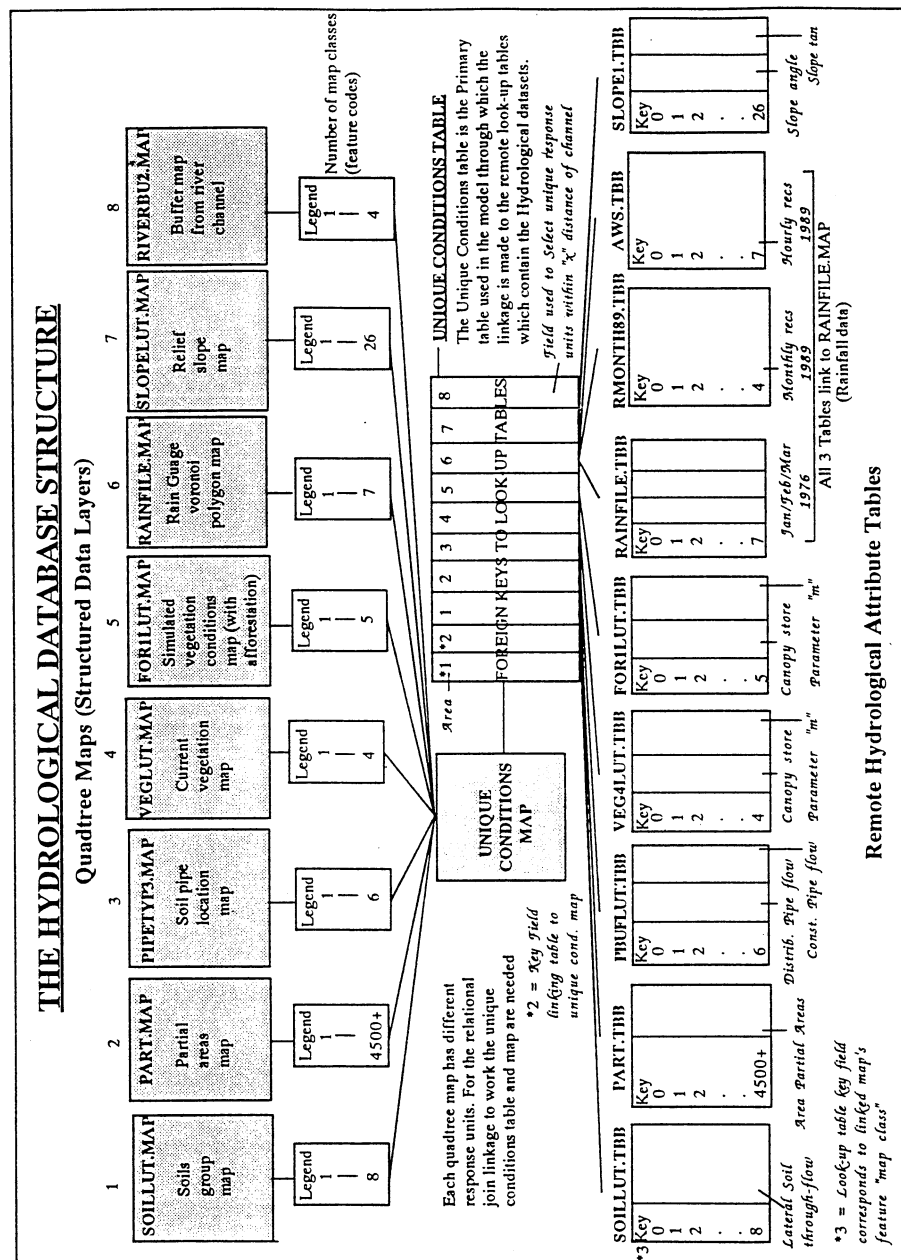 THE HYDROLOGICAL DATABASE STRUCTURE
Quadtree Maps (Structured Data Layers)
1
SOILLUT.MAP
Soils
group
map
Legend
1
8
2
PART.MAP
Partial
areas
map
Legend
1
4500+
3
PIPETYP3.MAP
Soil pipe
location
map
Legend
1
6
4
VEGLUT.MAP
Current
vegetation
map
Legend
1
4
5
FOR1LUT.MAP
Simulated
vegetation
conditions
map (with
afforestation)
Legend
1
5
6
RAINFILE.MAP
Rain Guage
voronoi
polygon map
Legend
1
7
7
SLOPELUT.MAP
Relief
slope
map
Legend
1
26
8
RIVERBU2.MAP
Buffer map
from river
channel
Legend
1
4
Number of map classes
(feature codes)
Each quadtree map has different
response units. For the relational
join linkage to work the unique
conditions table and map are needed
*2 = Key Field
linking table to
unique cond. map
UNIQUE
CONDITIONS
MAP
Area
*1 *2 1 2 3 4 5 6 7 8
FOREIGN KEYS TO LOOK-UP TABLES
UNIQUE CONDITIONS TABLE
The Unique Conditions table is the Primary
table used in the model through which the
linkage is made to the remote look-up tables
which contain the Hydrological datasets.
Field used to Select unique response
units within "x" distance of channel
SOILLUT.TBB
*3
Key
0
1
2
.
.
8
Lateral Soil
through-flow
PART.TBB
Key
0
1
2
.
.
4500+
Area Partial Areas
PBUFLUT.TBB
Key
0
1
2
.
.
6
Distrib. Pipe flow
Const. Pipe flow
VEG4LUT.TBB
Key
0
1
2
.
.
4
Canopy store
Parameter "m"
FOR1LUT.TBB
Key
0
1
2
.
.
5
Canopy store
Parameter "m"
RAINFILE.TBB
Key
0
1
2
.
.
7
Jan/Feb/Mar
1976
RMONTH89.TBB
Key
0
1
2
.
.
4
Monthly recs
1989
AWS.TBB
Key
0
1
2
.
.
7
Hourly recs
1989
All 3 Tables link to RAINFILE.MAP
(Rainfall data)
SLOPE1.TBB
Key
0
1
2
.
.
26
Slope angle
Slope tan
*3 = Look-up table key field
corresponds to linked map's
feature "map class"
Remote Hydrological Attribute Tables